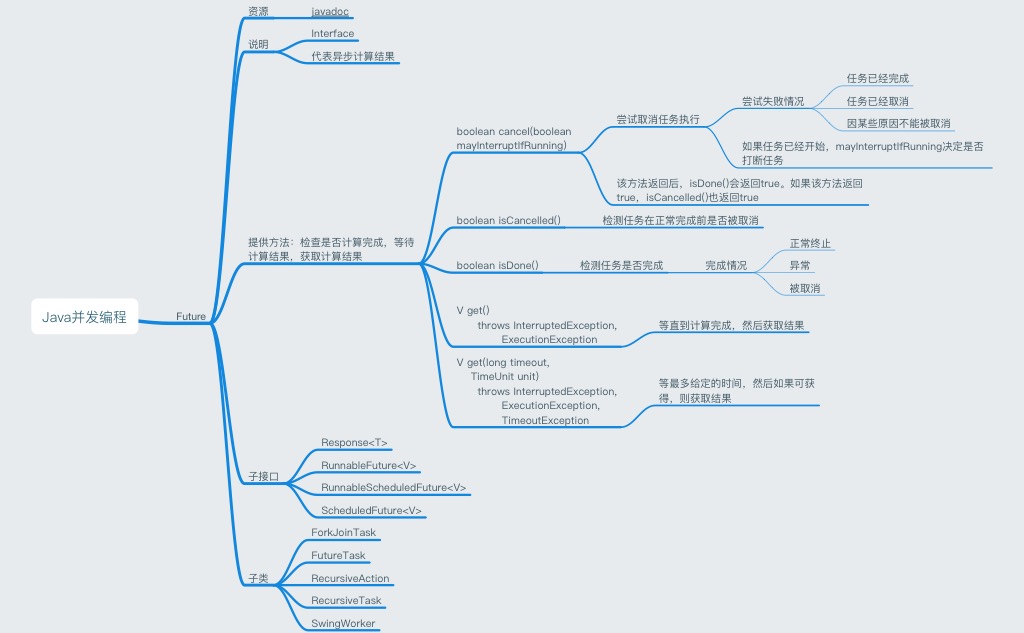 Java并发编程
Future
资源
javadoc
说明
Interface
代表异步计算结果
提供方法：检查是否计算完成，等待
计算结果，获取计算结果
boolean cancel(boolean
mayInterruptIfRunning)
尝试取消任务执行
尝试失败情况
任务已经完成
任务已经取消
因某些原因不能被取消
如果任务已经开始，mayInterruptIfRunning决定是否
打断任务
该方法返回后，isDone()会返回true。如果该方法返回
true，isCancelled()也返回true
boolean isCancelled()
检测任务在正常完成前是否被取消
boolean isDone()
检测任务是否完成
完成情况
正常终止
异常
被取消
V get()
throws InterruptedException,
ExecutionException
等直到计算完成，然后获取结果
V get(long timeout,
TimeUnit unit)
throws InterruptedException,
ExecutionException,
TimeoutException
等最多给定的时间，然后如果可获
得，则获取结果
子接口
Response<T>
RunnableFuture<V>
RunnableScheduledFuture<V>
ScheduledFuture<V>
子类
ForkJoinTask
FutureTask
RecursiveAction
RecursiveTask
SwingWorker